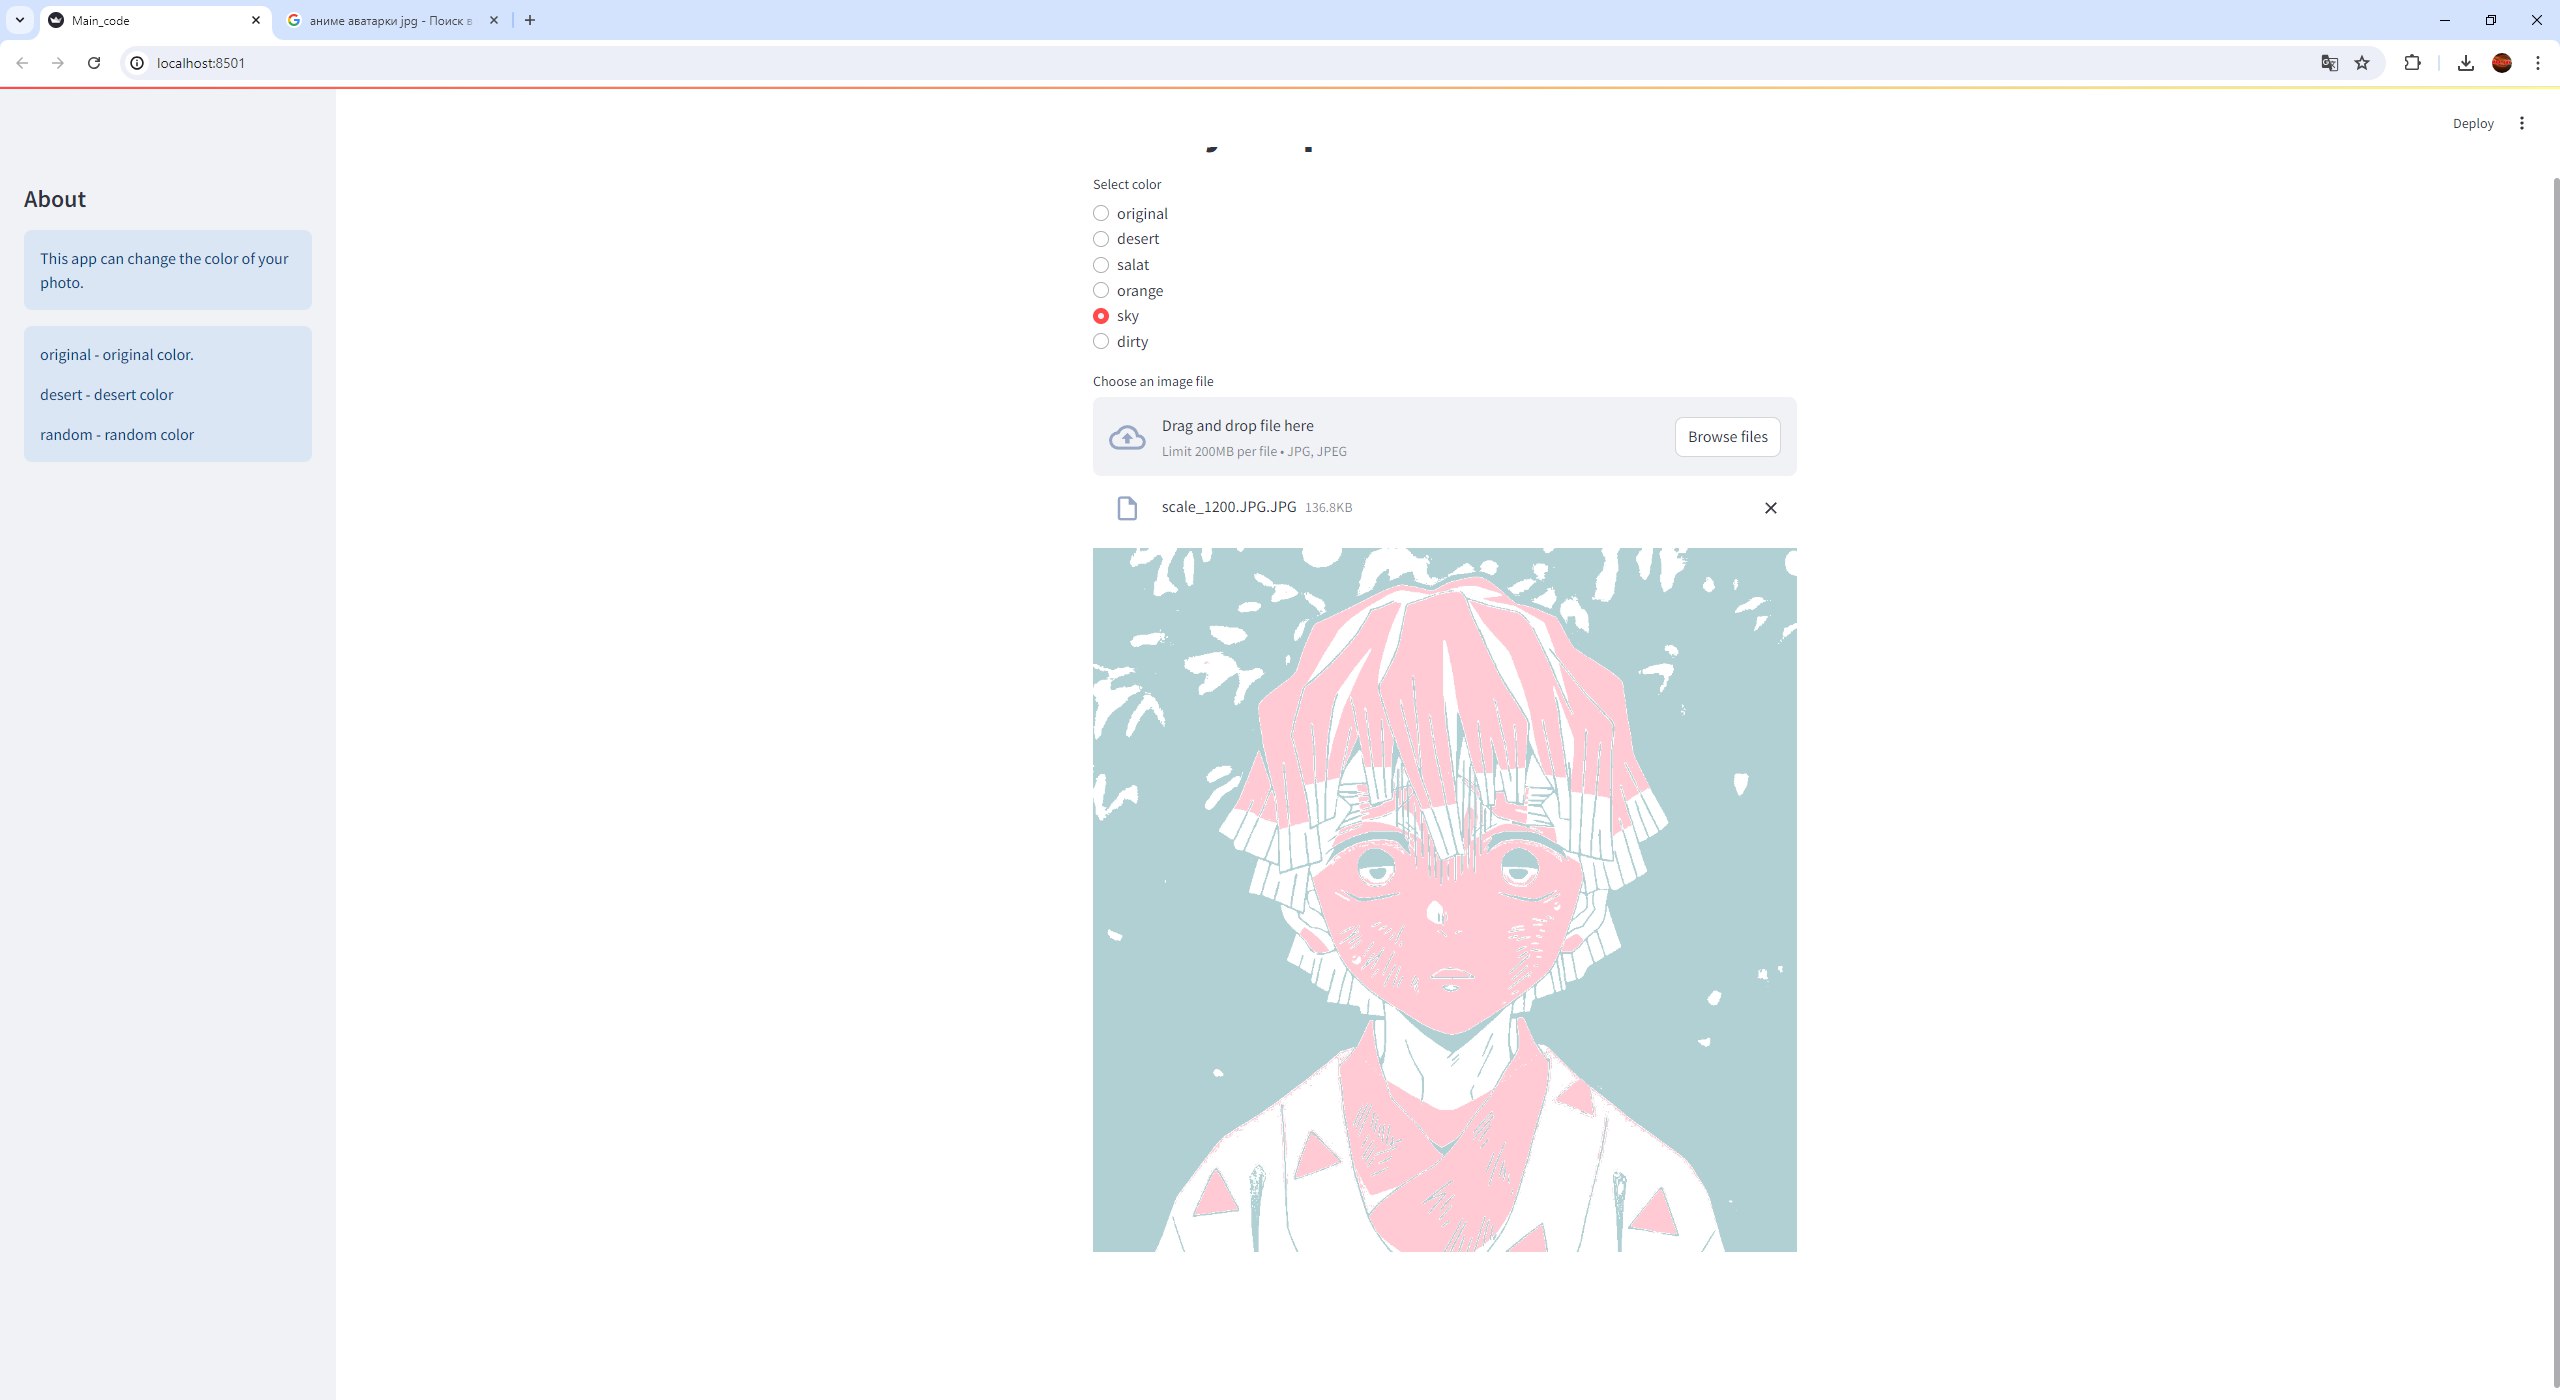 Main_code
аниме аватарки jpg - Поиск в
localhost:8501
Deploy
About
This app can change the color of your
photo.
original - original color.
desert - desert color
random - random color
Select color
original
desert
salat
orange
sky
dirty
Choose an image file
Drag and drop file here
Limit 200MB per file • JPG, JPEG
Browse files
scale_1200.JPG.JPG 136.8KB